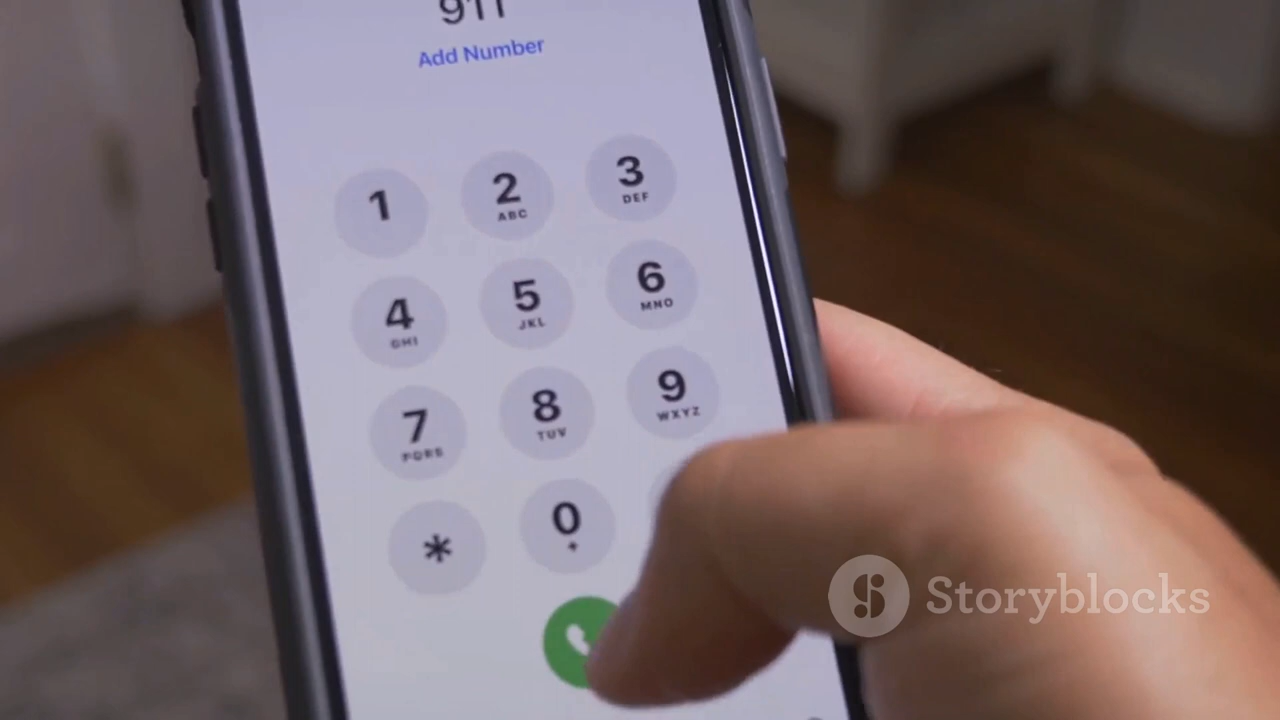 911
Add Number
1
2
ABC
3
DEF
4
GHI
5
JKL
6
MNO
7
PQRS
8
TUV
9
WXYZ
*
0
+
Storyblocks